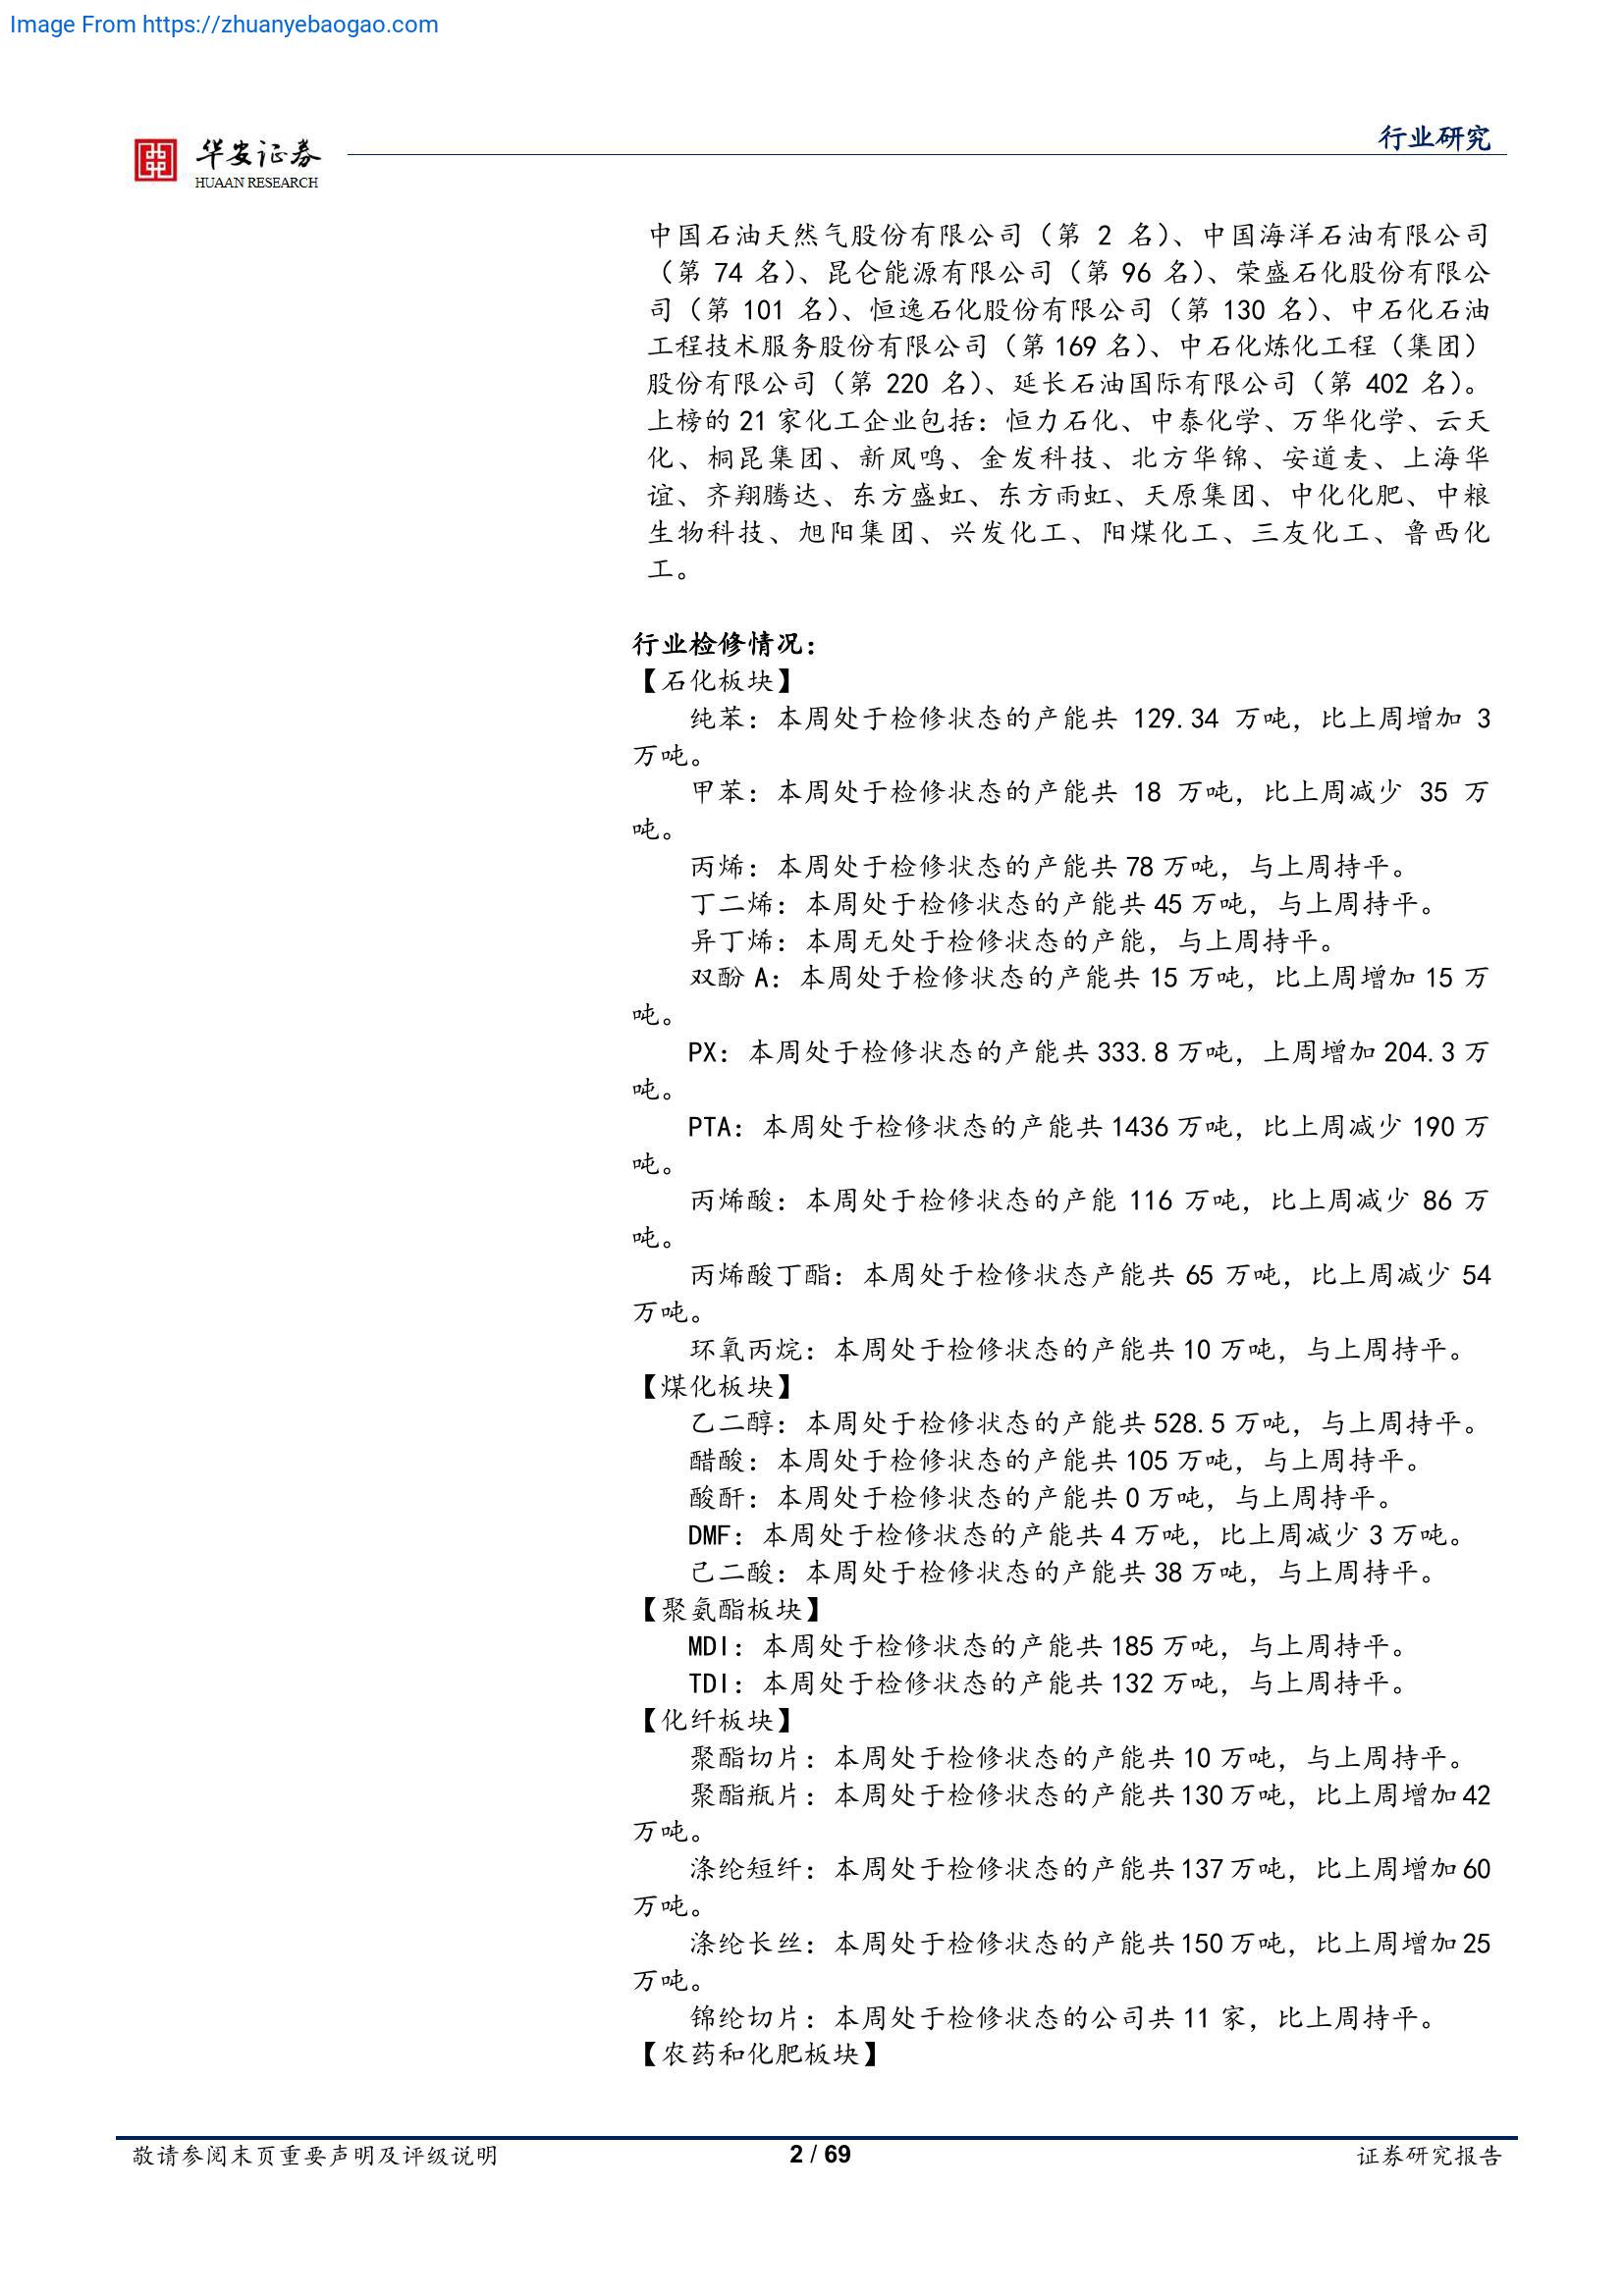 Image From https://zhuanyebaogao.com
华安证券
HUAAN RESEARCH
行业研究
中国石油天然气股份有限公司（第 2 名）、中国海洋石油有限公司
（第 74 名）、昆仑能源有限公司（第 96 名）、荣盛石化股份有限公
司（第 101 名）、恒逸石化股份有限公司（第 130 名）、中石化石油
工程技术服务股份有限公司（第 169 名）、中石化炼化工程（集团）
股份有限公司（第 220 名）、延长石油国际有限公司（第 402 名）。
上榜的 21 家化工企业包括：恒力石化、中泰化学、万华化学、云天
化、桐昆集团、新凤鸣、金发科技、北方华锦、安道麦、上海华
谊、齐翔腾达、东方盛虹、东方雨虹、天原集团、中化化肥、中粮
生物科技、旭阳集团、兴发化工、阳煤化工、三友化工、鲁西化
工。
行业检修情况：
【石化板块】
纯苯：本周处于检修状态的产能共 129.34 万吨，比上周增加 3
万吨。
甲苯：本周处于检修状态的产能共 18 万吨，比上周减少 35 万
吨。
丙烯：本周处于检修状态的产能共 78 万吨，与上周持平。
丁二烯：本周处于检修状态的产能共 45 万吨，与上周持平。
异丁烯：本周无处于检修状态的产能，与上周持平。
双酚 A：本周处于检修状态的产能共 15 万吨，比上周增加 15 万
吨。
PX：本周处于检修状态的产能共 333.8 万吨，上周增加 204.3 万
吨。
PTA：本周处于检修状态的产能共 1436 万吨，比上周减少 190 万
吨。
丙烯酸：本周处于检修状态的产能 116 万吨，比上周减少 86 万
吨。
丙烯酸丁酯：本周处于检修状态产能共 65 万吨，比上周减少 54
万吨。
环氧丙烷：本周处于检修状态的产能共 10 万吨，与上周持平。
【煤化板块】
乙二醇：本周处于检修状态的产能共 528.5 万吨，与上周持平。
醋酸：本周处于检修状态的产能共 105 万吨，与上周持平。
酸酐：本周处于检修状态的产能共 0 万吨，与上周持平。
DMF：本周处于检修状态的产能共 4 万吨，比上周减少 3 万吨。
己二酸：本周处于检修状态的产能共 38 万吨，与上周持平。
【聚氨酯板块】
MDI：本周处于检修状态的产能共 185 万吨，与上周持平。
TDI：本周处于检修状态的产能共 132 万吨，与上周持平。
【化纤板块】
聚酯切片：本周处于检修状态的产能共 10 万吨，与上周持平。
聚酯瓶片：本周处于检修状态的产能共 130 万吨，比上周增加 42
万吨。
涤纶短纤：本周处于检修状态的产能共 137 万吨，比上周增加 60
万吨。
涤纶长丝：本周处于检修状态的产能共 150 万吨，比上周增加 25
万吨。
锦纶切片：本周处于检修状态的公司共 11 家，比上周持平。
【农药和化肥板块】
敬请参阅末页重要声明及评级说明
2 / 69
证券研究报告